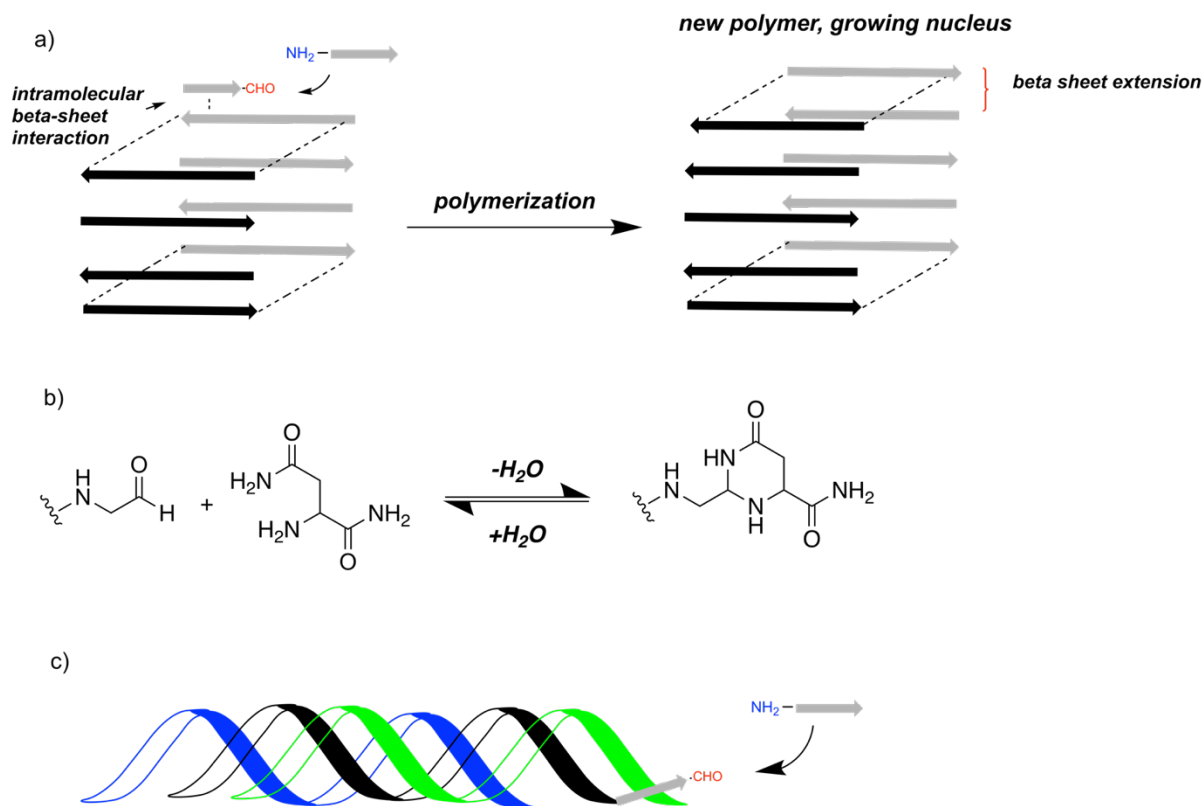 a)
new polymer, growing nucleus
NH2
CHO
intramolecular
beta-sheet
interaction
beta sheet extension
polymerization
b)
H
N
O
H
+
O
H2N
H2N
NH2
O
-H2O
+H2O
O
HN
H
N
N
H
NH2
O
c)
NH2
CHO